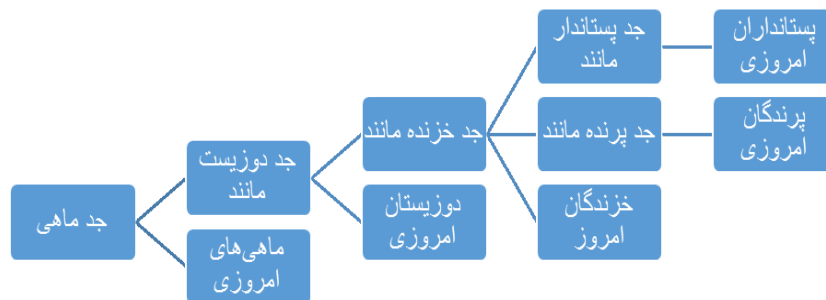 جد ماهی
جد دوزیست
مانند
ماهی‌های
امروزی
جد خزنده مانند
دوزیستان
امروزی
جد پستاندار
مانند
جد پرنده مانند
خزندگان
امروز
پستانداران
امروزی
پرندگان
امروزی